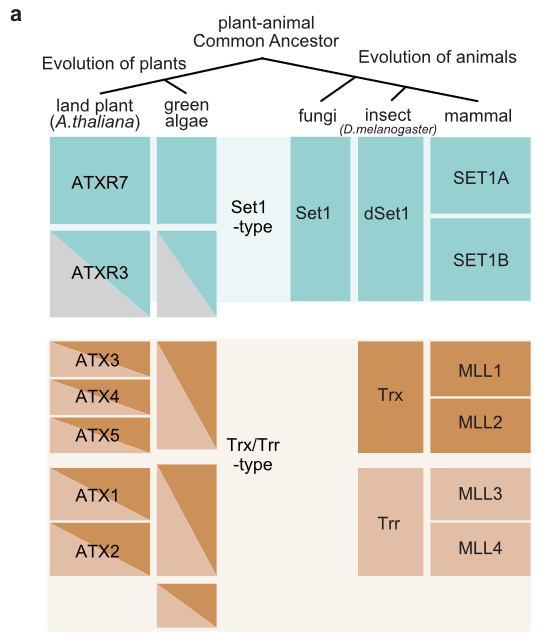 a
plant-animal
Common Ancestor
Evolution of plants
Evolution of animals
land plant
(A.thaliana)
green
algae
fungi
insect
(D.melanogaster)
mammal
ATXR7
Set1
-type
Set1
dSet1
SET1A
ATXR3
SET1B
ATX3
ATX4
ATX5
Trx/Trr
-type
Trx
MLL1
MLL2
ATX1
ATX2
Trr
MLL3
MLL4